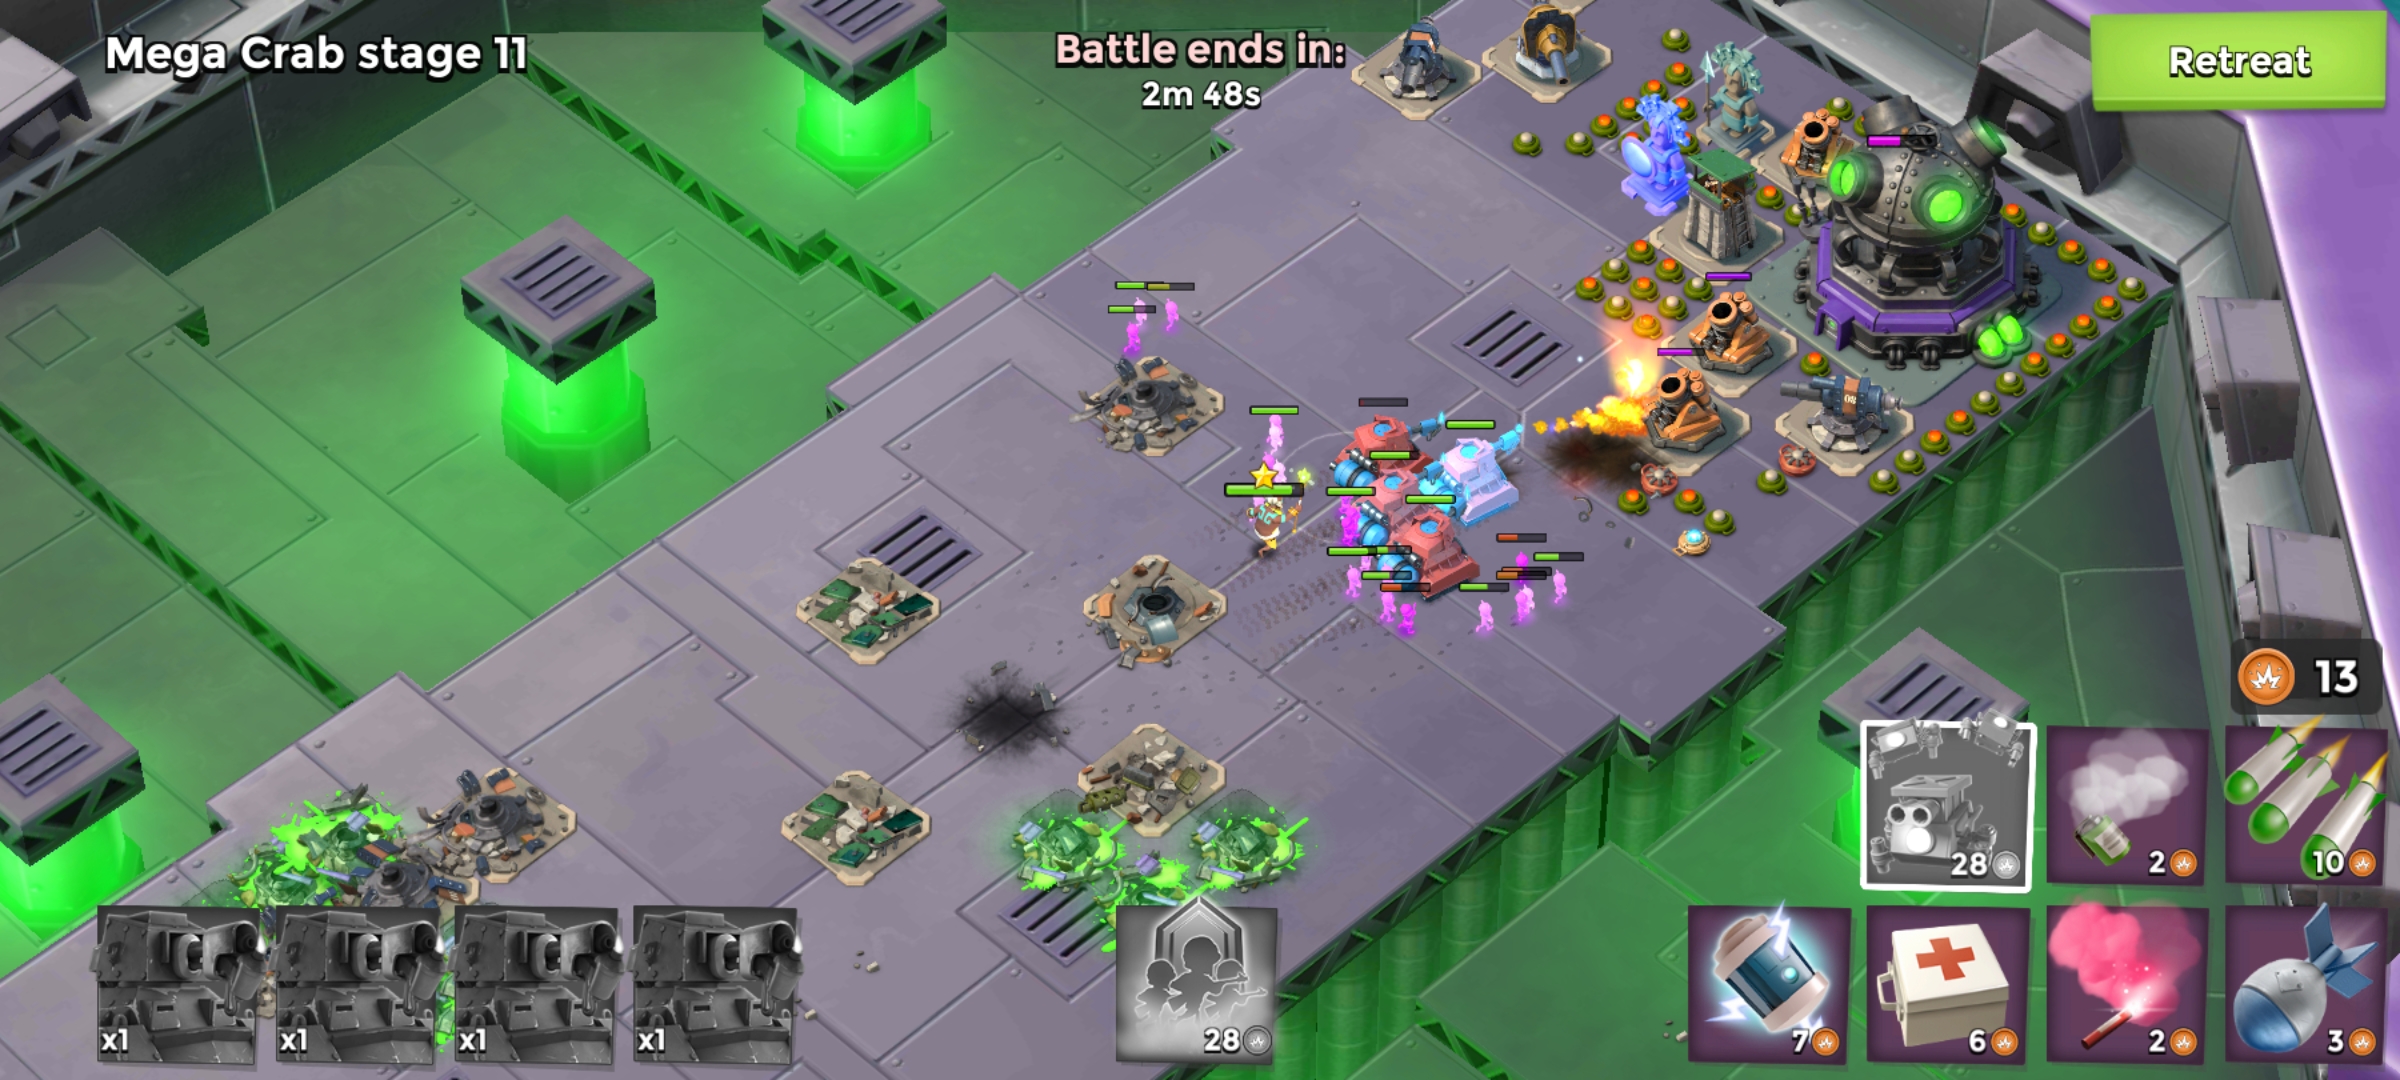 Mega Crab stage 11
Battle ends in:
2m 48s
Retreat
13
28
2
10
x1
x1
x1
x1
28
7
6
2
3